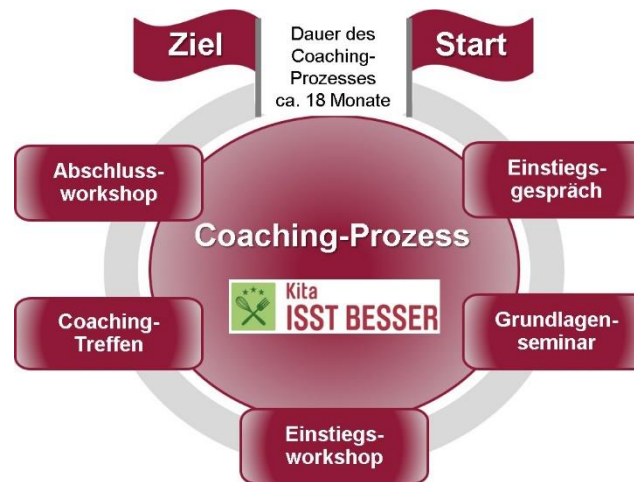 Ziel
Dauer des
Coaching-
Prozesses
ca. 18 Monate
Start
Einstiegs-
gespräch
Grundlagen-
seminar
Einstiegs-
workshop
Coaching-
Treffen
Abschluss-
workshop
Coaching-Prozess
Kita
ISST BESSER